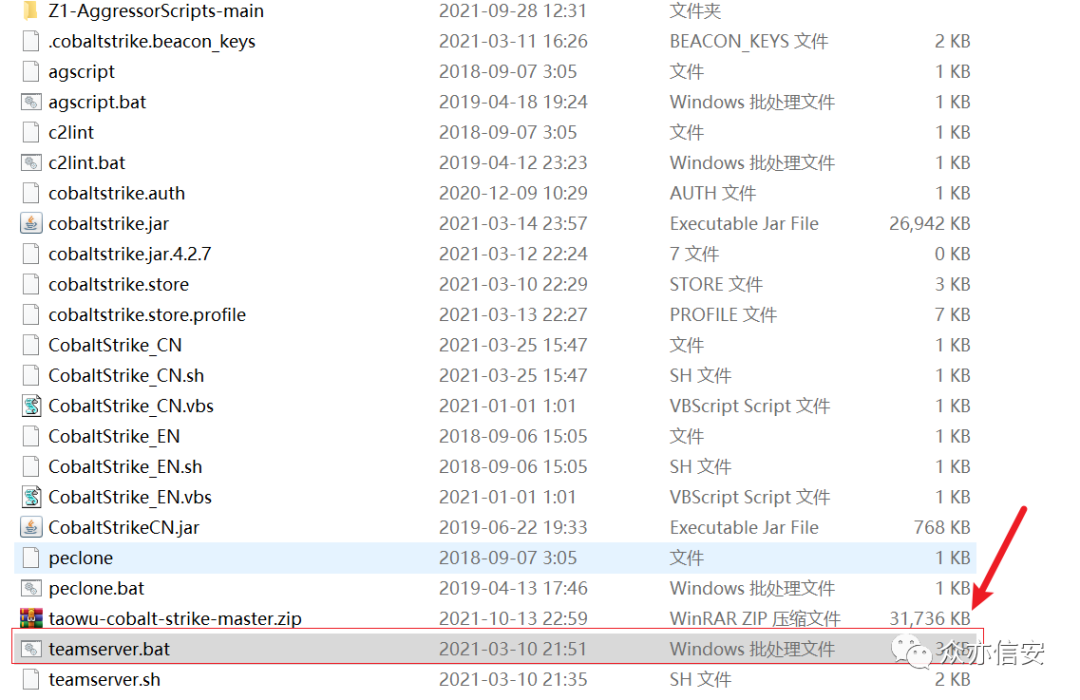 Z1-AggressorScripts-main 2021-09-28 12:31 文件夹
.cobaltstrike.beacon_keys 2021-03-11 16:26 BEACON_KEYS 文件 2 KB
agscript 2018-09-07 3:05 文件 1 KB
agscript.bat 2019-04-18 19:24 Windows 批处理文件 1 KB
c2lint 2018-09-07 3:05 文件 1 KB
c2lint.bat 2019-04-12 23:23 Windows 批处理文件 1 KB
cobaltstrike.auth 2020-12-09 10:29 AUTH 文件 1 KB
cobaltstrike.jar 2021-03-14 23:57 Executable Jar File 26,942 KB
cobaltstrike.jar.4.2.7 2021-03-12 22:24 7 文件 0 KB
cobaltstrike.store 2021-03-10 22:29 STORE 文件 3 KB
cobaltstrike.store.profile 2021-03-13 22:27 PROFILE 文件 7 KB
CobaltStrike_CN 2021-03-25 15:47 文件 1 KB
CobaltStrike_CN.sh 2021-03-25 15:47 SH 文件 1 KB
CobaltStrike_CN.vbs 2021-01-01 1:01 VBScript Script 文件 1 KB
CobaltStrike_EN 2018-09-06 15:05 文件 1 KB
CobaltStrike_EN.sh 2018-09-06 15:05 SH 文件 1 KB
CobaltStrike_EN.vbs 2021-01-01 1:01 VBScript Script 文件 1 KB
CobaltStrikeCN.jar 2019-06-22 19:33 Executable Jar File 768 KB
peclone 2018-09-07 3:05 文件 1 KB
peclone.bat 2019-04-13 17:46 Windows 批处理文件 1 KB
taowu-cobalt-strike-master.zip 2021-10-13 22:59 WinRAR ZIP 压缩文件 31,736 KB
teamserver.bat 2021-03-10 21:51 Windows 批处理文件 3 KB
众亦信安
teamserver.sh 2021-03-10 21:35 SH 文件 2 KB